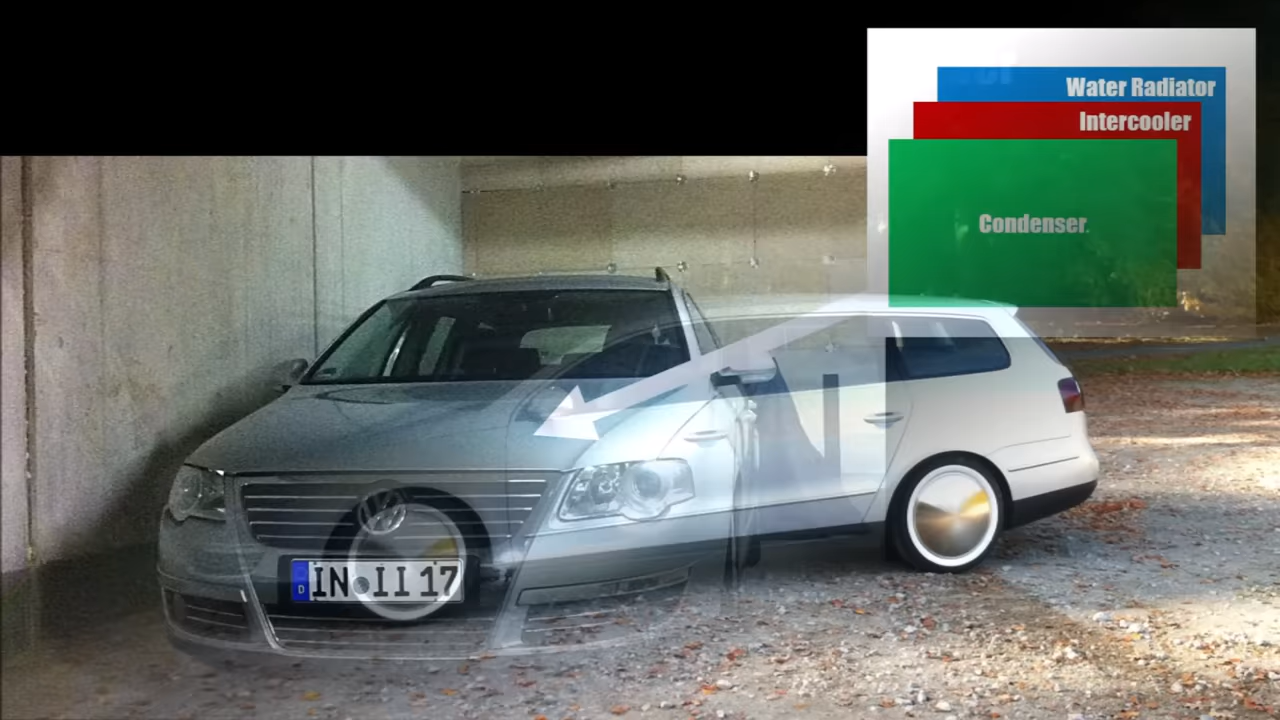 Water Radiator
Intercooler
Condenser.
D
IN II 17